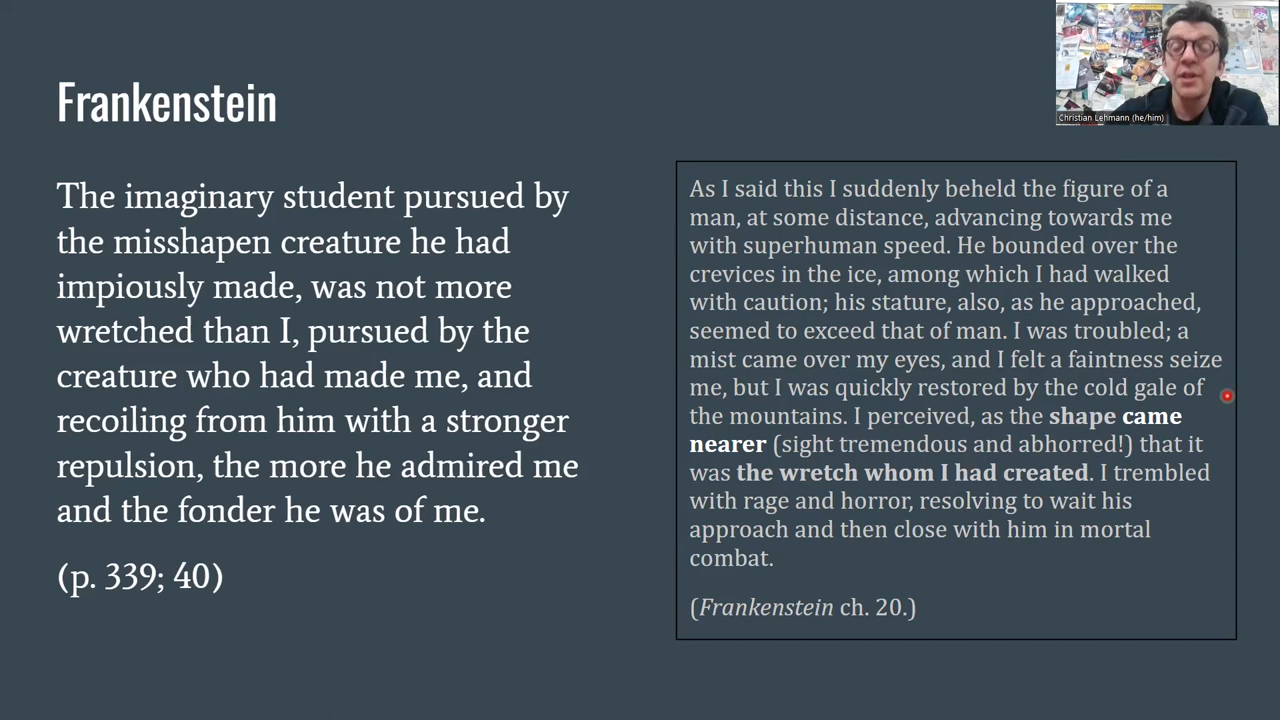 Frankenstein
The imaginary student pursued by
the misshapen creature he had
impiously made, was not more
wretched than I, pursued by the
creature who had made me, and
recoiling from him with a stronger
repulsion, the more he admired me
and the fonder he was of me.
(p. 339; 40)
As I said this I suddenly beheld the figure of a
man, at some distance, advancing towards me
with superhuman speed. He bounded over the
crevices in the ice, among which I had walked
with caution; his stature, also, as he approached,
seemed to exceed that of man. I was troubled; a
mist came over my eyes, and I felt a faintness seize
me, but I was quickly restored by the cold gale of
the mountains. I perceived, as the shape came
nearer (sight tremendous and abhorred!) that it
was the wretch whom I had created. I trembled
with rage and horror, resolving to wait his
approach and then close with him in mortal
combat.
(Frankenstein ch. 20.)
Christian Lehmann (he/him)